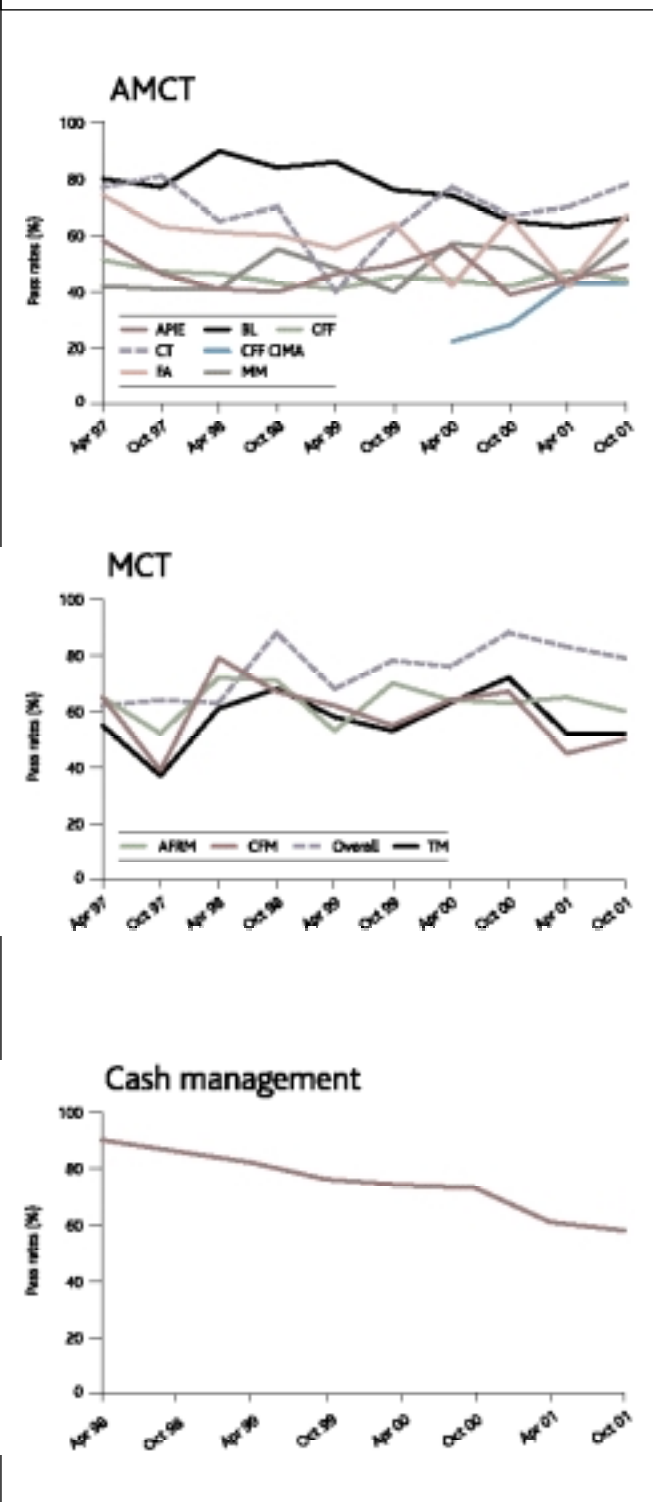 AMCT
Pass rates (%)
100
80
60
40
20
0
APIE BL CFF
CT CFF CIMA
FA MM
Apr 97 Oct 97 Apr 98 Oct 98 Apr 99 Oct 99 Apr 00 Oct 00 Apr 01 Oct 01
MCT
Pass rates (%)
100
80
60
40
20
0
AFRM CFM Overall TM
Apr 97 Oct 97 Apr 98 Oct 98 Apr 99 Oct 99 Apr 00 Oct 00 Apr 01 Oct 01
Cash management
Pass rates (%)
100
80
60
40
20
0
Apr 98 Oct 98 Apr 99 Oct 99 Apr 00 Oct 00 Apr 01 Oct 01